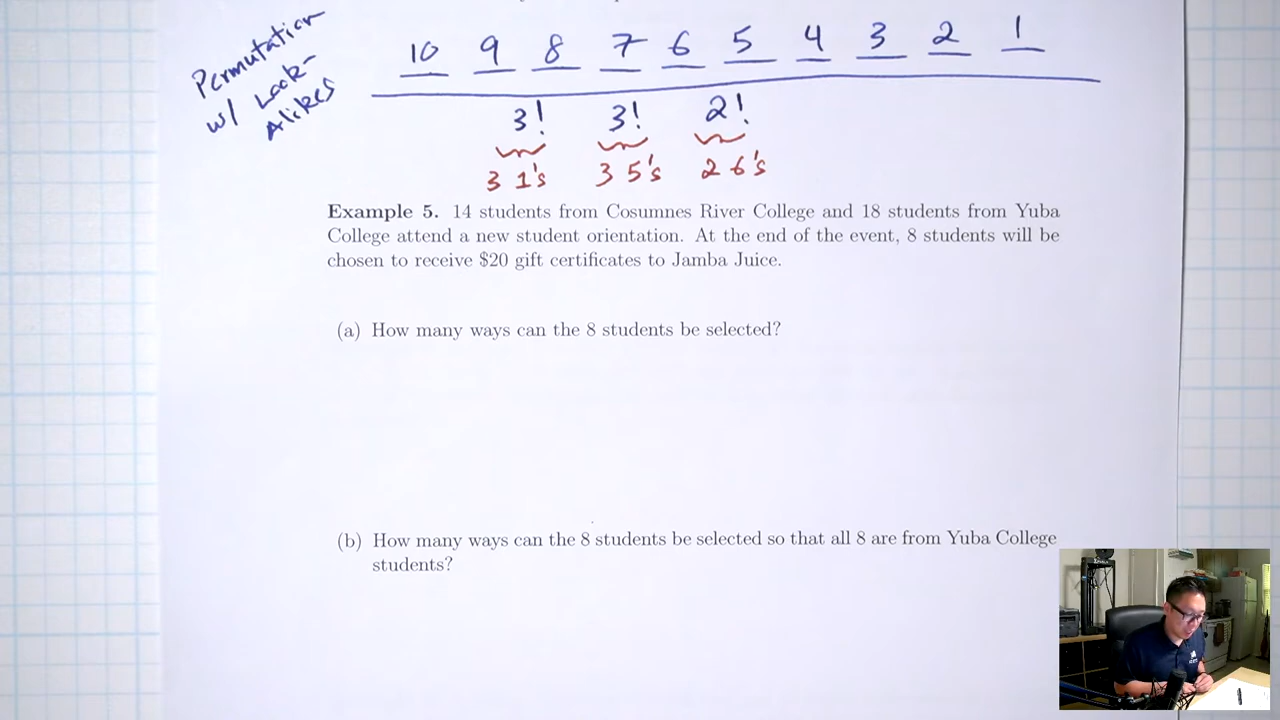 Permutation
w/ Look-
Alikes
10 9 8 7 6 5 4 3 2 1
3! 3! 2!
3 1's 3 5's 2 6's
Example 5. 14 students from Cosumnes River College and 18 students from Yuba
College attend a new student orientation. At the end of the event, 8 students will be
chosen to receive $20 gift certificates to Jamba Juice.
(a) How many ways can the 8 students be selected?
(b) How many ways can the 8 students be selected so that all 8 are from Yuba College
students?